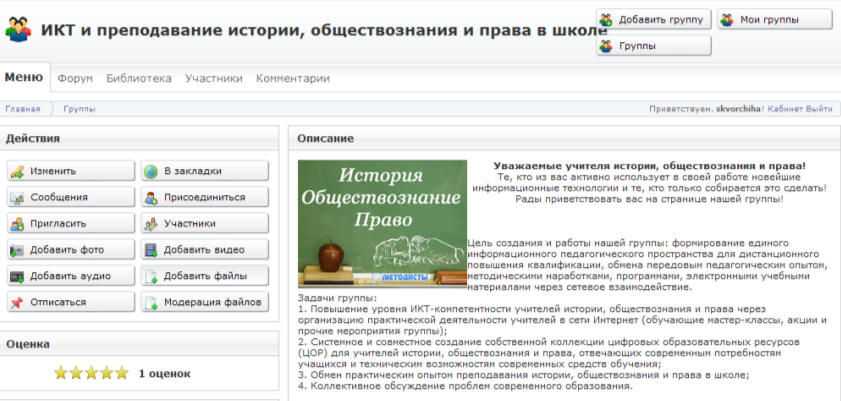 ИКТ и преподавание истории, обществознания и права в школе
Добавить группу
Мои группы
Группы
Меню Форум Библиотека Участники Комментарии
Главная Группы
Приветствуем, skvorchiha! Кабинет Выйти
Действия
Изменить
В закладки
Сообщения
Присоединиться
Пригласить
Участники
Добавить фото
Добавить видео
Добавить аудио
Добавить файлы
Отписаться
Модерация файлов
Оценка
1 оценок
Описание
История
Обществознание
Право
МЕТОДИСТЫ
Уважаемые учителя истории, обществознания и права!
Те, кто из вас активно использует в своей работе новейшие
информационные технологии и те, кто только собирается это сделать!
Рады приветствовать вас на странице нашей группы!
Цель создания и работы нашей группы: формирование единого
информационного педагогического пространства для дистанционного
повышения квалификации, обмена передовым педагогическим опытом,
методическими наработками, программами, электронными учебными
материалами через сетевое взаимодействие.
Задачи группы:
1. Повышение уровня ИКТ-компетентности учителей истории, обществознания и права через
организацию практической деятельности учителей в сети Интернет (обучающие мастер-классы, акции и
прочие мероприятия группы);
2. Системное и совместное создание собственной коллекции цифровых образовательных ресурсов
(ЦОР) для учителей истории, обществознания и права, отвечающих современным потребностям
учащихся и техническим возможностям современных средств обучения;
3. Обмен практическим опытом преподавания истории, обществознания и права в школе;
4. Коллективное обсуждение проблем современного образования.